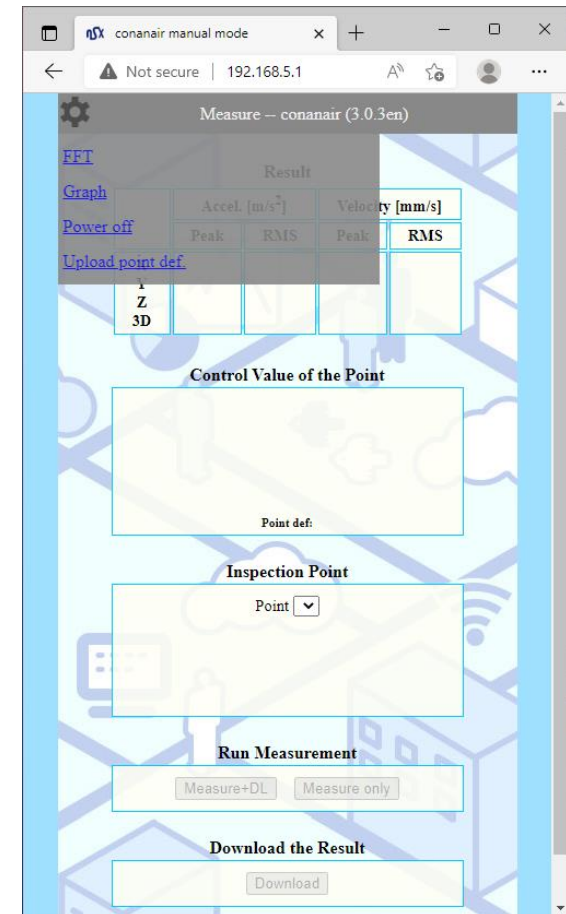 nsx conanair manual mode
Not secure 192.168.5.1
Measure -- conanair (3.0.3en)
FFT
Graph
Power off
Upload point def.
Result
Accel. [m/s²] Velocity [mm/s]
Peak RMS Peak RMS
Y
Z
3D
Control Value of the Point
Point def:
Inspection Point
Point
Run Measurement
Measure+DL Measure only
Download the Result
Download